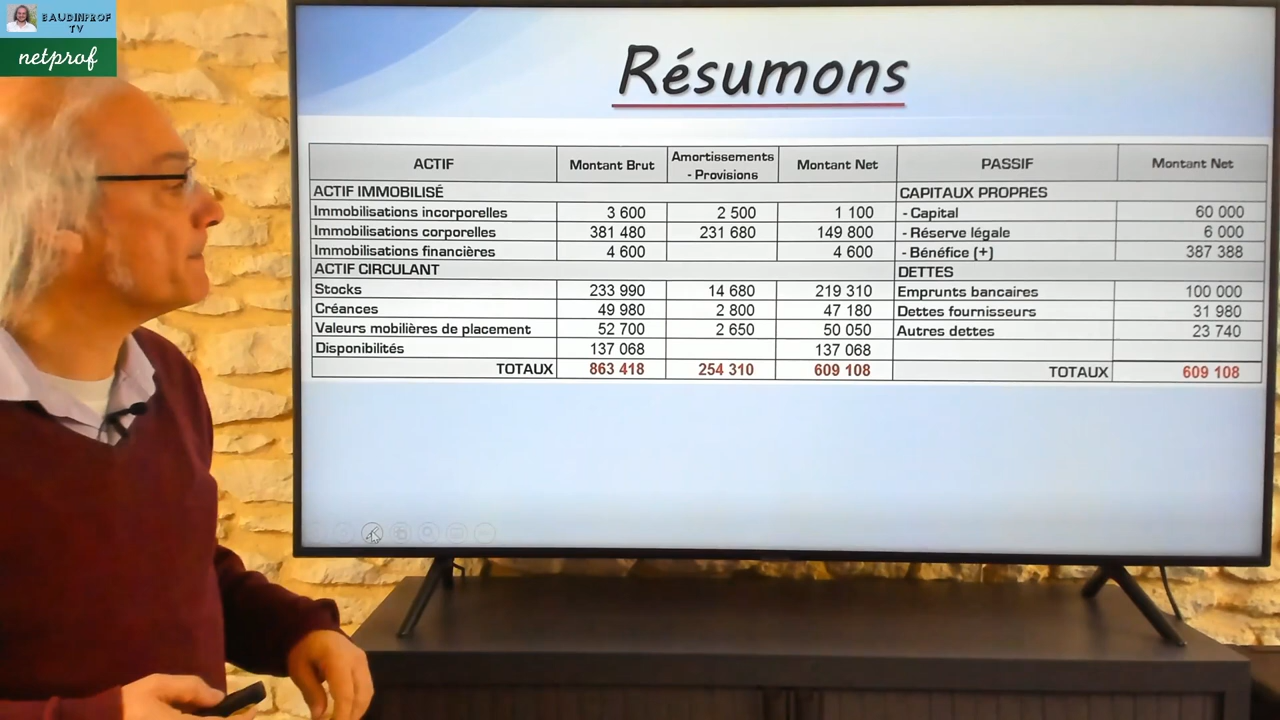 BAUDINPROF
TV
netprof
Résumons
ACTIF Montant Brut Amortissements - Provisions Montant Net PASSIF Montant Net
ACTIF IMMOBILISÉ CAPITAUX PROPRES
Immobilisations incorporelles 3 600 2 500 1 100 - Capital 60 000
Immobilisations corporelles 381 480 231 680 149 800 - Réserve légale 6 000
Immobilisations financières 4 600 4 600 - Bénéfice (+) 387 388
ACTIF CIRCULANT DETTES
Stocks 233 990 14 680 219 310 Emprunts bancaires 100 000
Créances 49 980 2 800 47 180 Dettes fournisseurs 31 980
Valeurs mobilières de placement 52 700 2 650 50 050 Autres dettes 23 740
Disponibilités 137 068 137 068
TOTAUX 863 418 254 310 609 108 TOTAUX 609 108